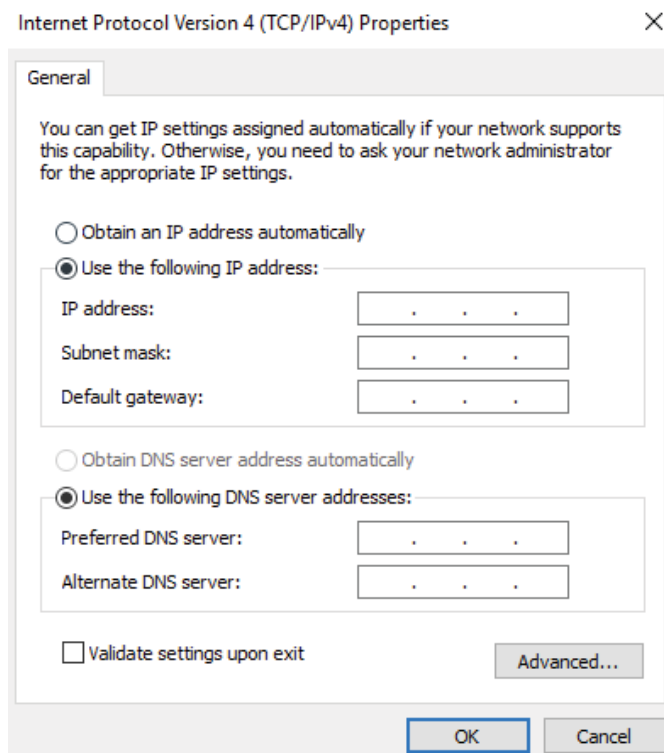 Internet Protocol Version 4 (TCP/IPv4) Properties
General
You can get IP settings assigned automatically if your network supports
this capability. Otherwise, you need to ask your network administrator
for the appropriate IP settings.
Obtain an IP address automatically
Use the following IP address:
IP address:
Subnet mask:
Default gateway:
Obtain DNS server address automatically
Use the following DNS server addresses:
Preferred DNS server:
Alternate DNS server:
Validate settings upon exit
Advanced...
OK
Cancel